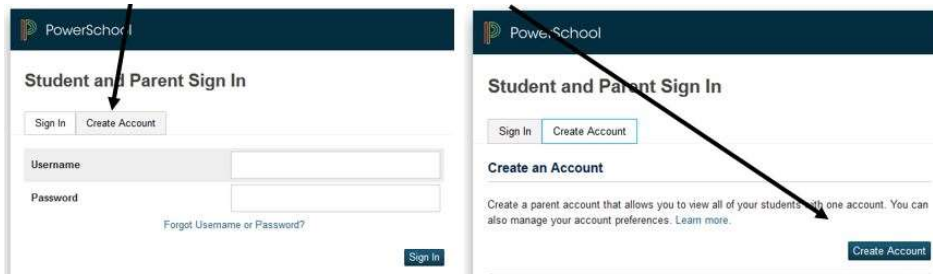 PowerSchool
Student and Parent Sign In
Sign In Create Account
Username
Password
Forgot Username or Password?
Sign In
PowerSchool
Student and Parent Sign In
Sign In Create Account
Create an Account
Create a parent account that allows you to view all of your students with one account. You can
also manage your account preferences. Learn more.
Create Account